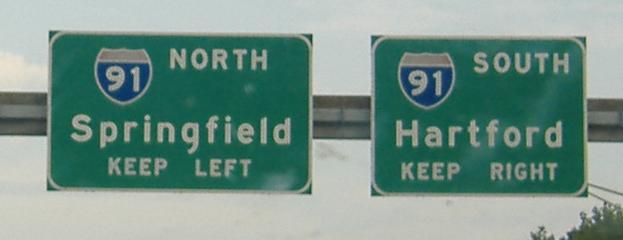 91 NORTH
Springfield
KEEP LEFT
91 SOUTH
Hartford
KEEP RIGHT